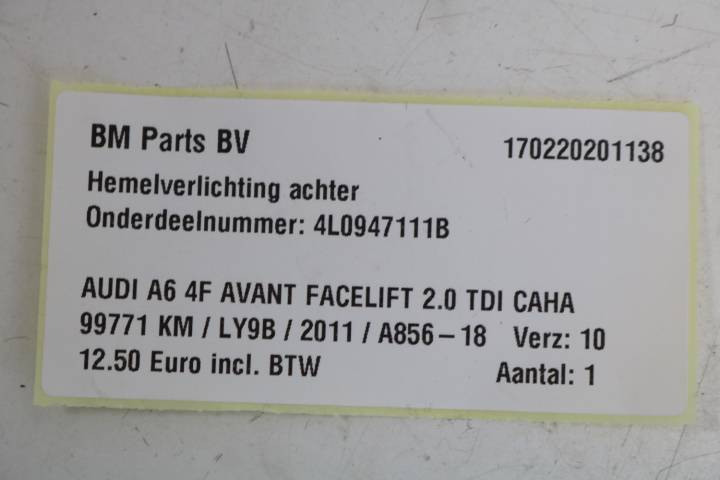 BM Parts BV 170220201138
Hemelverlichting achter
Onderdeelnummer: 4L0947111B
AUDI A6 4F AVANT FACELIFT 2.0 TDI CAHA
99771 KM / LY9B / 2011 / A856-18 Verz: 10
12.50 Euro incl. BTW Aantal: 1